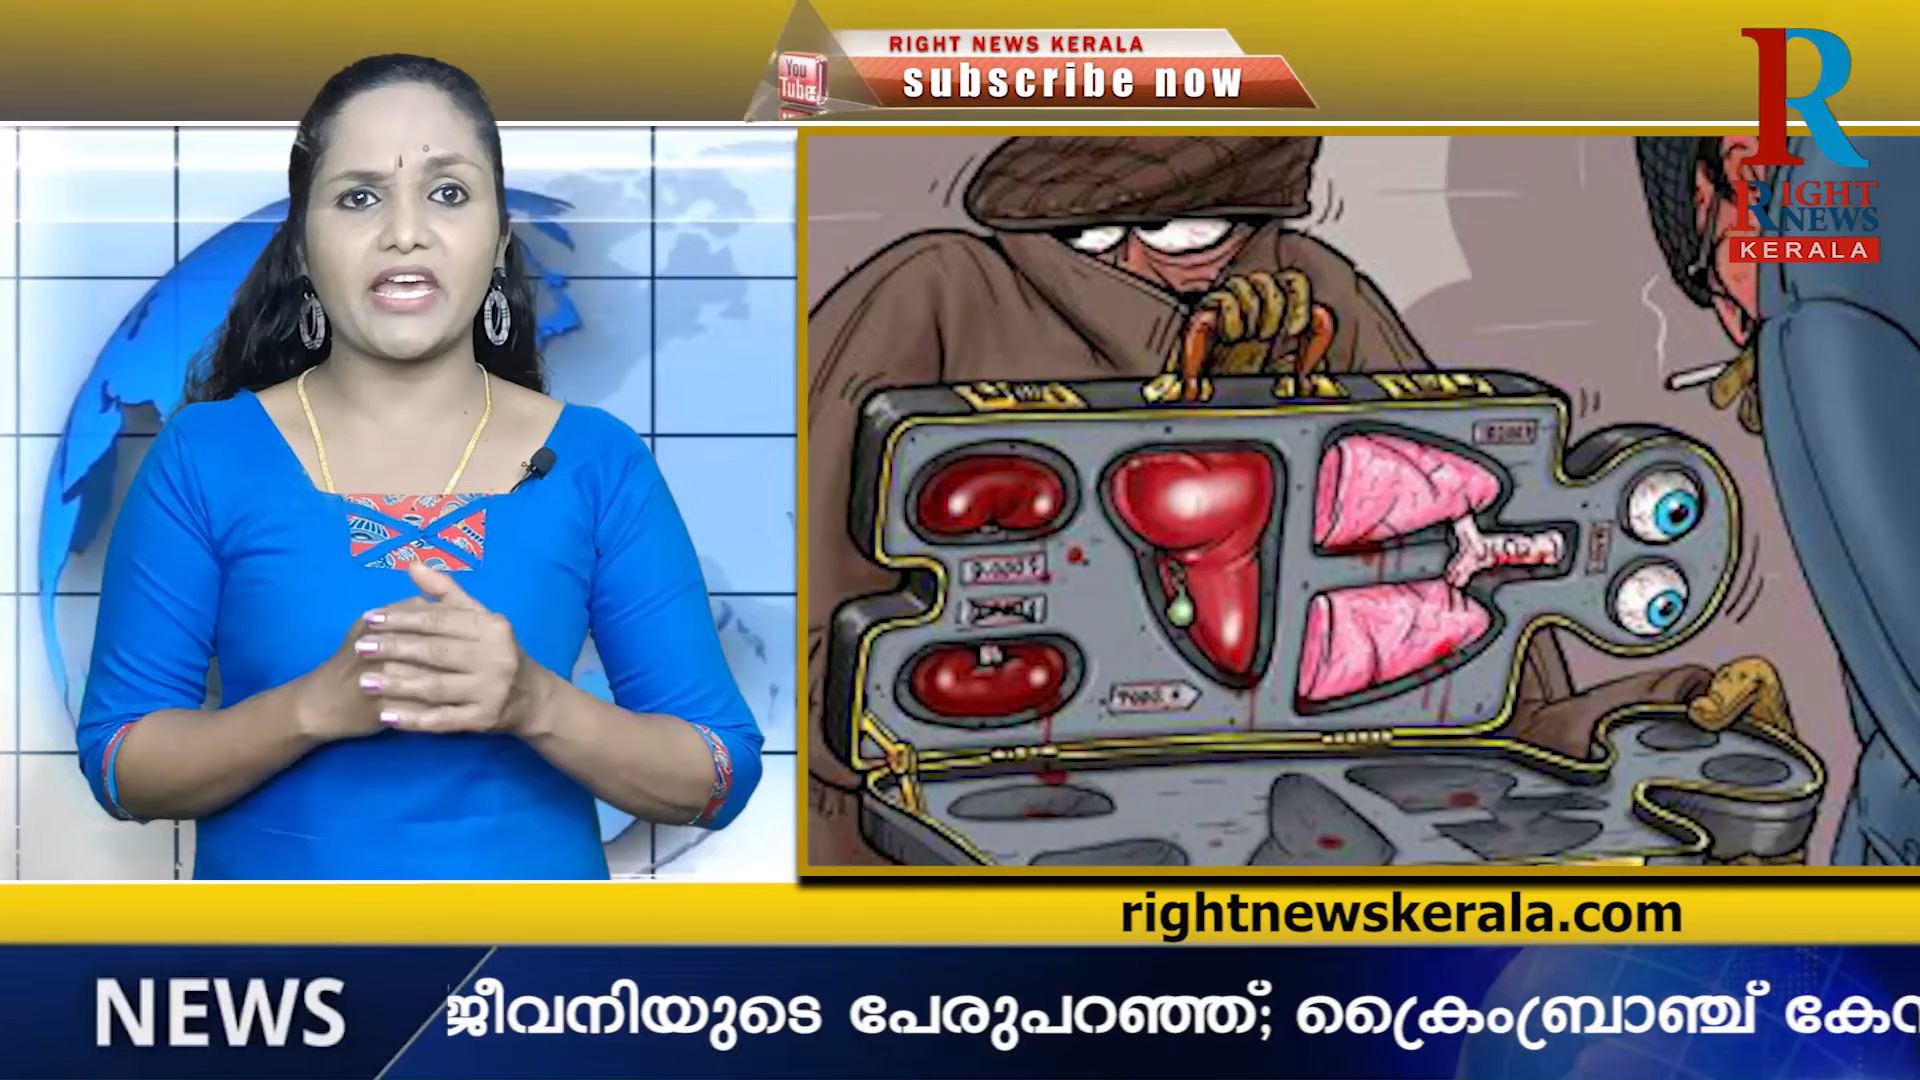 RIGHT NEWS KERALA
subscribe now
You
Tube
R
RIGHT
NEWS
KERALA
rightnewskerala.com
NEWS
ജീവനിയുടെ പേരുപറഞ്ഞ്; ക്രൈംബ്രാഞ്ച്